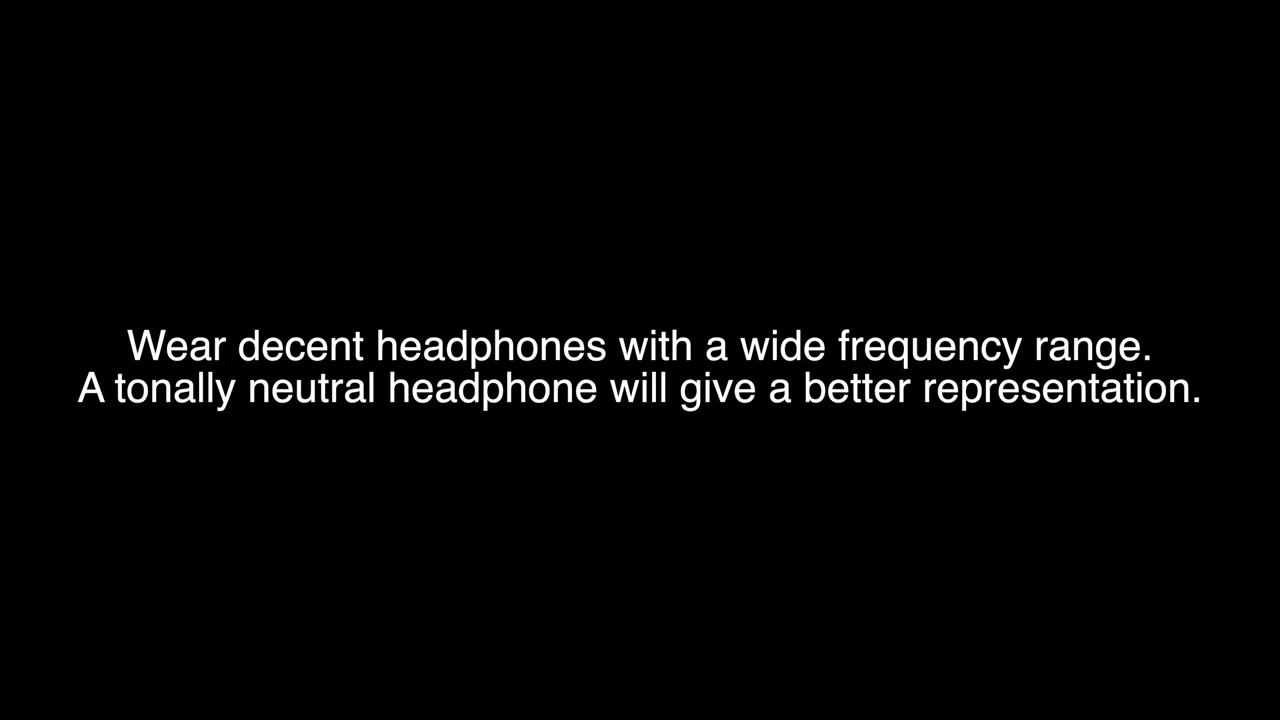 Wear decent headphones with a wide frequency range.
A tonally neutral headphone will give a better representation.